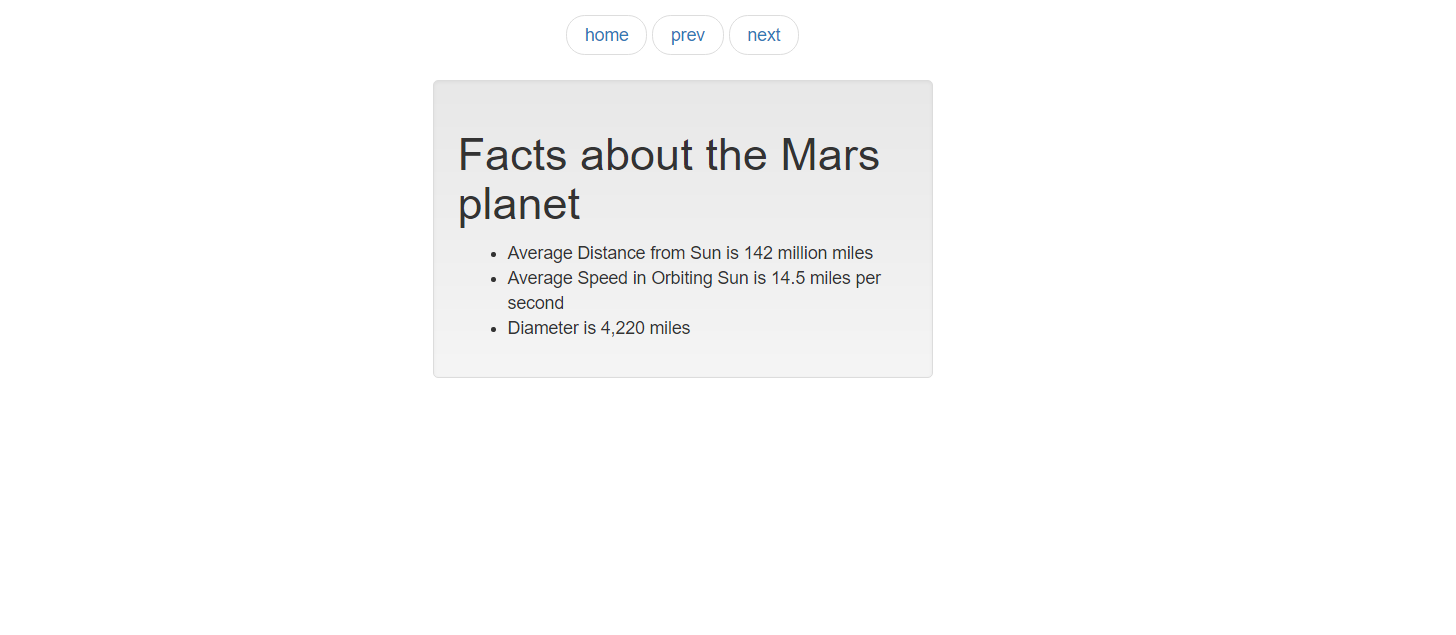 home prev next
Facts about the Mars
planet
Average Distance from Sun is 142 million miles
Average Speed in Orbiting Sun is 14.5 miles per
second
Diameter is 4,220 miles